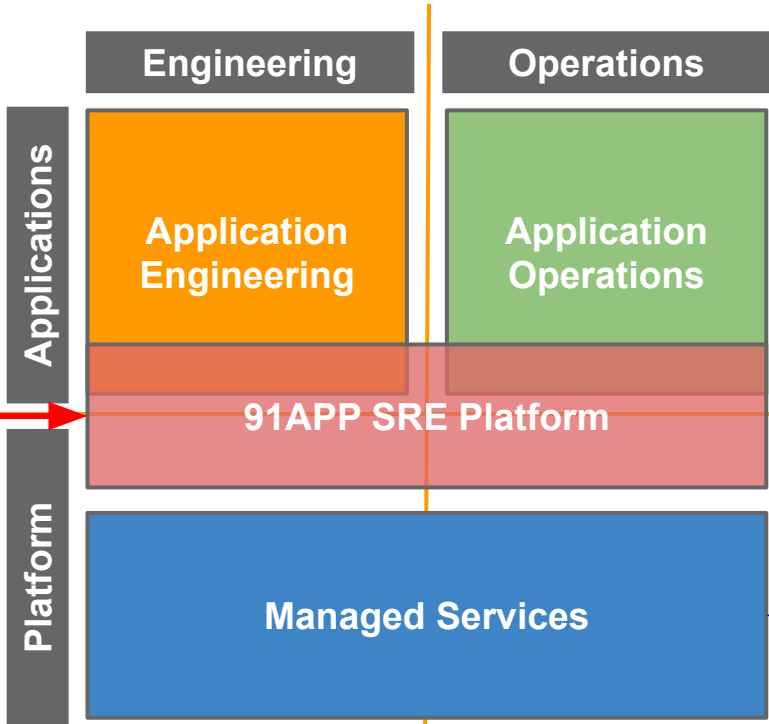 Engineering
Operations
Applications
Application
Engineering
Application
Operations
91APP SRE Platform
Platform
Managed Services